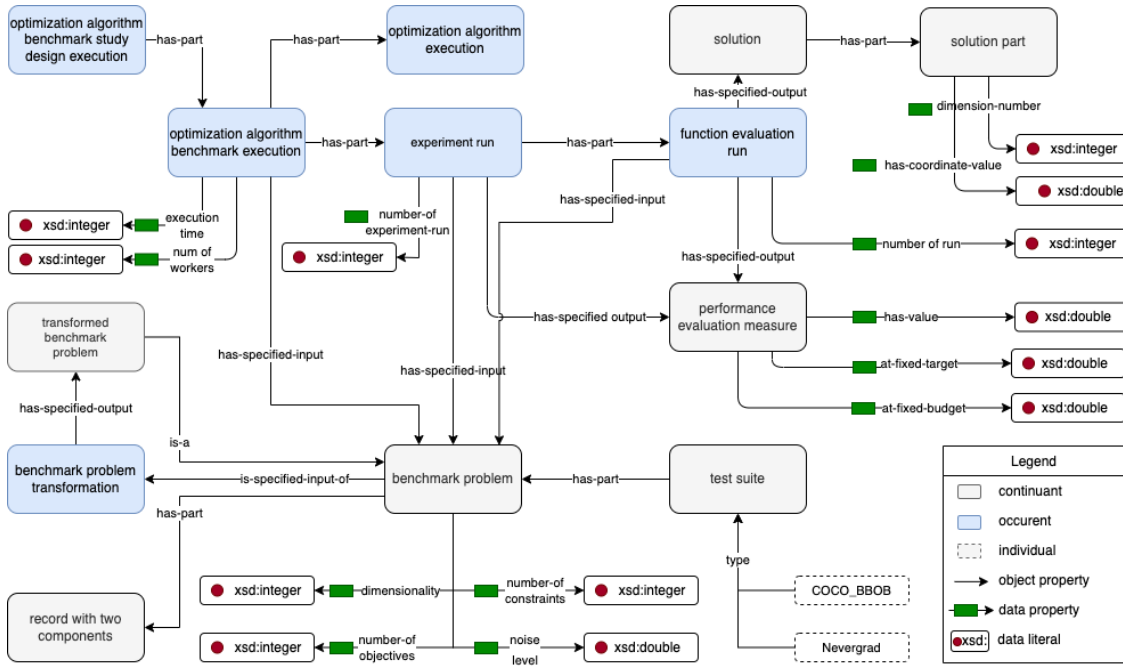 optimization algorithm
benchmark study
design execution
has-part
has-part
optimization algorithm
execution
solution
has-part
solution part
has-specified-output
dimension-number
optimization algorithm
benchmark execution
has-part
experiment run
has-part
function evaluation
run
xsd:integer
has-coordinate-value
xsd:double
has-specified-input
execution
time
xsd:integer
num of
workers
xsd:integer
number-of
experiment-run
xsd:integer
number of run
xsd:integer
has-specified-output
transformed
benchmark
problem
has-specified output
performance
evaluation measure
has-value
xsd:double
has-specified-input
has-specified-input
at-fixed-target
xsd:double
has-specified-output
at-fixed-budget
xsd:double
is-a
benchmark problem
transformation
is-specified-input-of
benchmark problem
has-part
test suite
has-part
type
xsd:integer
dimensionality
number-of
constraints
xsd:integer
COCO_BBOB
record with two
components
xsd:integer
number-of
objectives
noise
level
xsd:double
Nevergrad
Legend
continuant
occurent
individual
object property
data property
xsd:
data literal